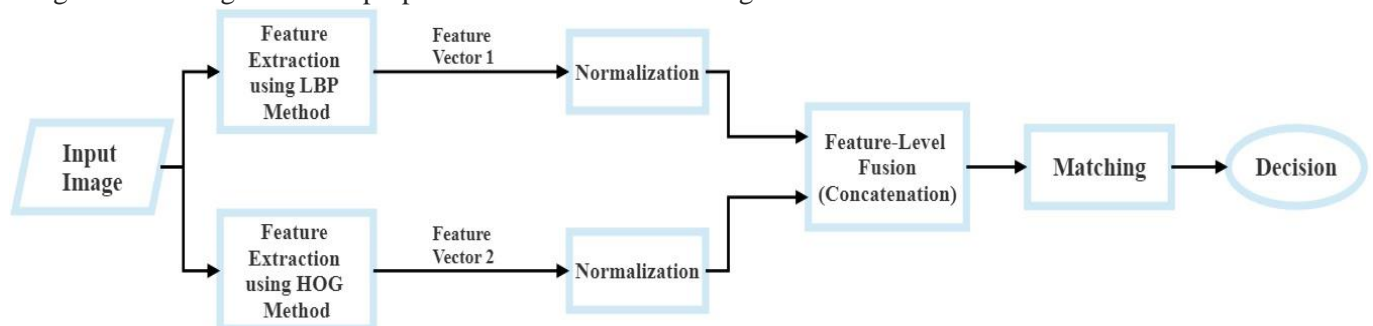 Input
Image
Feature
Extraction
using LBP
Method
Feature
Vector 1
Normalization
Feature
Extraction
using HOG
Method
Feature
Vector 2
Normalization
Feature-Level
Fusion
(Concatenation)
Matching
Decision